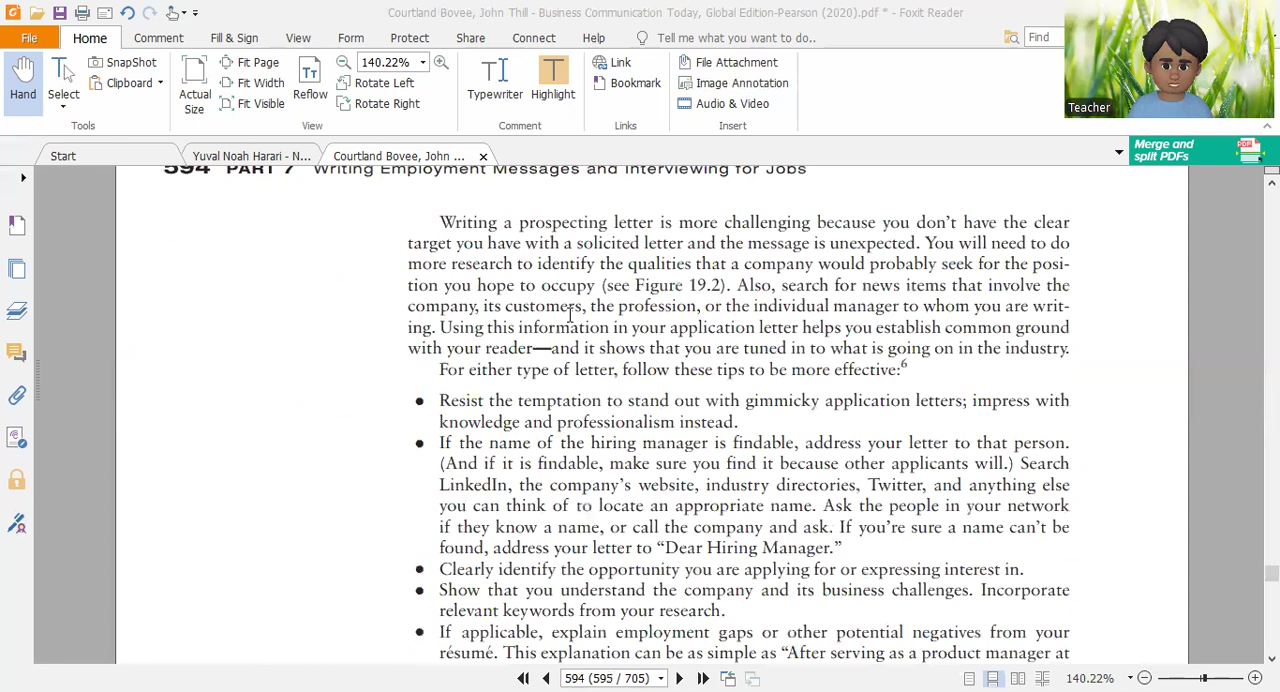 Courtland Bovee, John Thill - Business Communication Today, Global Edition-Pearson (2020).pdf * - Foxit Reader
File Home Comment Fill & Sign View Form Protect Share Connect Help Tell me what you want to do.. Find
Hand
Select
SnapShot
Clipboard
Actual Size
Fit Page
Fit Width
Fit Visible
Reflow
140.22%
Rotate Left
Rotate Right
Typewriter
Highlight
Link
Bookmark
File Attachment
Image Annotation
Audio & Video
Tools View Comment Links Insert
Teacher
Start Yuval Noah Harari - N... Courtland Bovee, John ...
Merge and
split PDFs
PDF
594 PART 7 Writing Employment Messages and Interviewing for Jobs
Writing a prospecting letter is more challenging because you don’t have the clear
target you have with a solicited letter and the message is unexpected. You will need to do
more research to identify the qualities that a company would probably seek for the posi-
tion you hope to occupy (see Figure 19.2). Also, search for news items that involve the
company, its customers, the profession, or the individual manager to whom you are writ-
ing. Using this information in your application letter helps you establish common ground
with your reader—and it shows that you are tuned in to what is going on in the industry.
For either type of letter, follow these tips to be more effective:⁶
● Resist the temptation to stand out with gimmicky application letters; impress with
knowledge and professionalism instead.
● If the name of the hiring manager is findable, address your letter to that person.
(And if it is findable, make sure you find it because other applicants will.) Search
LinkedIn, the company’s website, industry directories, Twitter, and anything else
you can think of to locate an appropriate name. Ask the people in your network
if they know a name, or call the company and ask. If you’re sure a name can’t be
found, address your letter to “Dear Hiring Manager.”
● Clearly identify the opportunity you are applying for or expressing interest in.
● Show that you understand the company and its business challenges. Incorporate
relevant keywords from your research.
● If applicable, explain employment gaps or other potential negatives from your
résumé. This explanation can be as simple as “After serving as a product manager at
594 (595 / 705)
140.22%